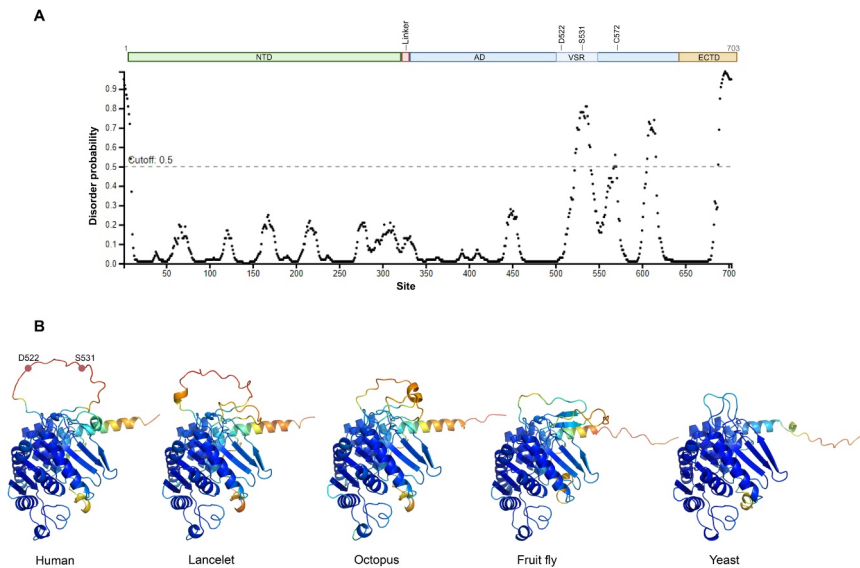 A
Linker
D522
S531
C572
1
703
NTD
AD
VSR
ECTD
Disorder probability
0.9
0.8
0.7
0.6
0.5
0.4
0.3
0.2
0.1
0.0
Cutoff: 0.5
50 100 150 200 250 300 350 400 450 500 550 600 650 700
Site
B
D522
S531
Human Lancelet Octopus Fruit fly Yeast